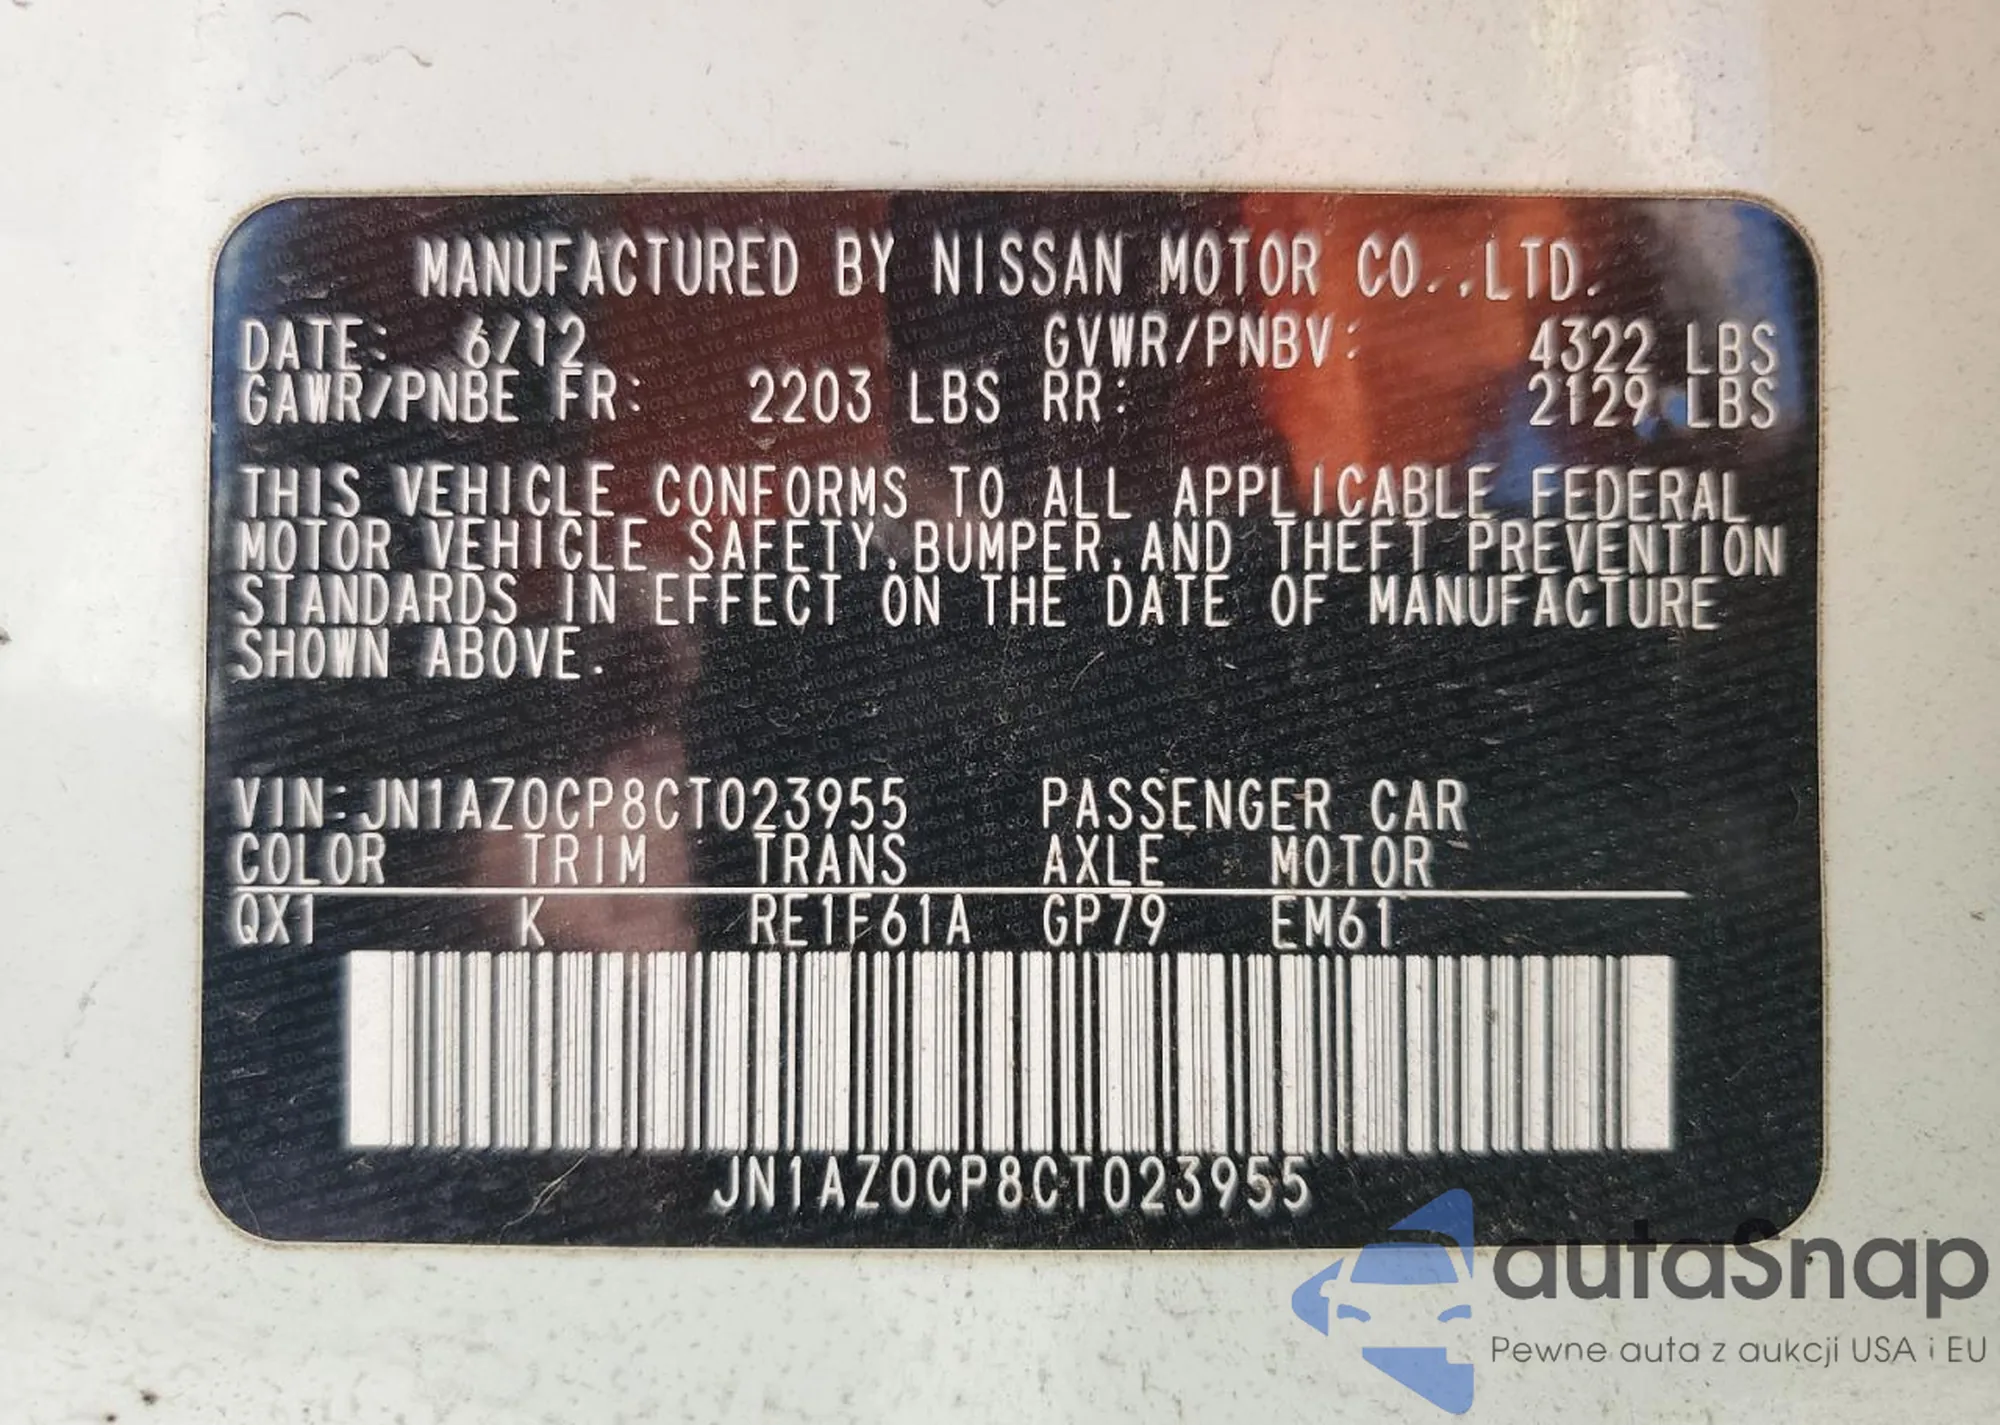 MANUFACTURED BY NISSAN MOTOR CO.,LTD.
DATE: 6/12 GVWR/PNBV: 4322 LBS
GAWR/PNBE FR: 2203 LBS RR: 2129 LBS
THIS VEHICLE CONFORMS TO ALL APPLICABLE FEDERAL
MOTOR VEHICLE SAFETY,BUMPER,AND THEFT PREVENTION
STANDARDS IN EFFECT ON THE DATE OF MANUFACTURE
SHOWN ABOVE.
VIN:JN1AZ0CP8CT023955 PASSENGER CAR
COLOR TRIM TRANS AXLE MOTOR
QX1 K RE1F61A GP79 EM61
JN1AZ0CP8CT023955
autaSnap
Pewne auta z aukcji USA i EU